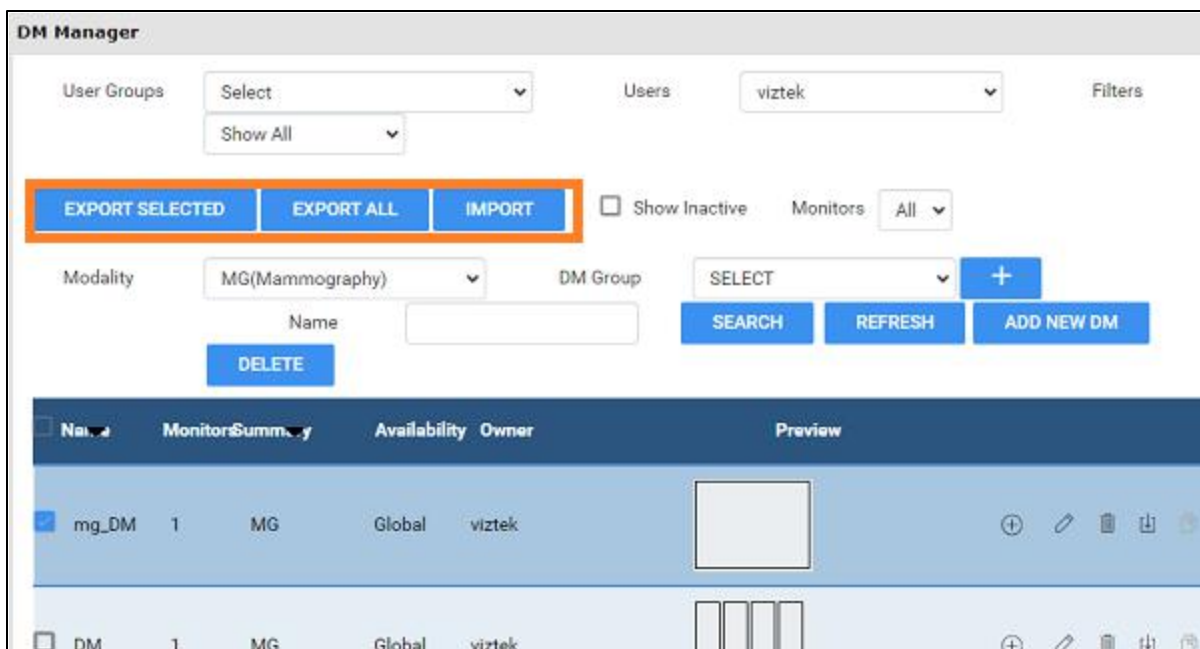 DM Manager
User Groups Select Users viztek Filters
Show All
EXPORT SELECTED EXPORT ALL IMPORT Show Inactive Monitors All
Modality MG(Mammography) DM Group SELECT +
Name SEARCH REFRESH ADD NEW DM
DELETE
Monitors Availability Owner Preview
mg_DM 1 MG Global viztek
DM 1 MG Global viztek